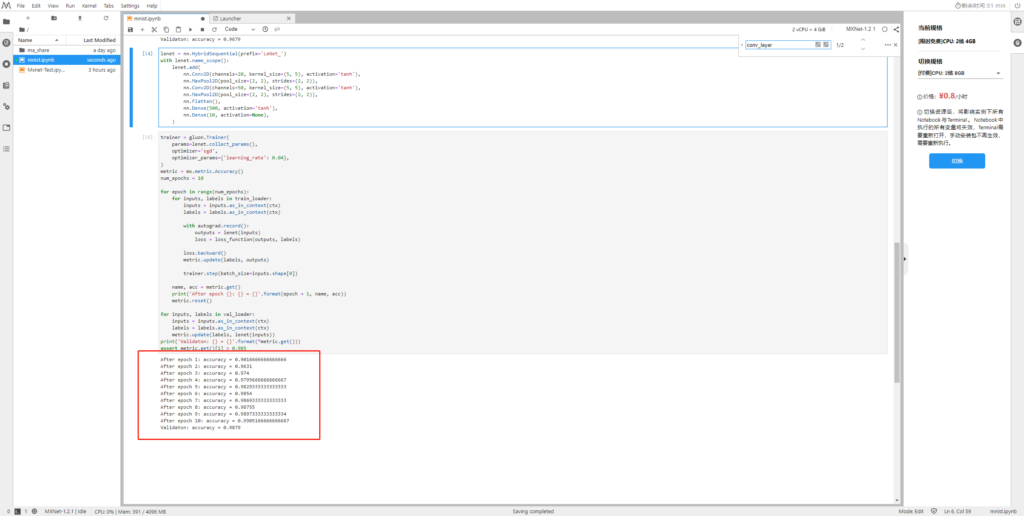 File Edit View Run Kernel Tabs Settings Help
剩余时间 51 min
/
Name Last Modified
ma_share a day ago
mnist.ipynb seconds ago
Mxnet-Test.ipy... 3 hours ago
mnist.ipynb Launcher
Code
2 vCPU + 4 GiB MXNet-1.2.1
Validaton: accuracy = 0.9679
conv_layer 1/2
[14] lenet = nn.HybridSequential(prefix='LeNet_')
with lenet.name_scope():
lenet.add(
nn.Conv2D(channels=20, kernel_size=(5, 5), activation='tanh'),
nn.MaxPool2D(pool_size=(2, 2), strides=(2, 2)),
nn.Conv2D(channels=50, kernel_size=(5, 5), activation='tanh'),
nn.MaxPool2D(pool_size=(2, 2), strides=(2, 2)),
nn.Flatten(),
nn.Dense(500, activation='tanh'),
nn.Dense(10, activation=None),
)
trainer = gluon.Trainer(
params=lenet.collect_params(),
optimizer='sgd',
optimizer_params={'learning_rate': 0.04},
)
metric = mx.metric.Accuracy()
num_epochs = 10
for epoch in range(num_epochs):
for inputs, labels in train_loader:
inputs = inputs.as_in_context(ctx)
labels = labels.as_in_context(ctx)
with autograd.record():
outputs = lenet(inputs)
loss = loss_function(outputs, labels)
loss.backward()
metric.update(labels, outputs)
trainer.step(batch_size=inputs.shape[0])
name, acc = metric.get()
print('After epoch {}: {} = {}'.format(epoch + 1, name, acc))
metric.reset()
for inputs, labels in val_loader:
inputs = inputs.as_in_context(ctx)
labels = labels.as_in_context(ctx)
metric.update(labels, lenet(inputs))
print('Validaton: {} = {}'.format(*metric.get()))
assert metric.get()[1] > 0.985
After epoch 1: accuracy = 0.9016666666666666
After epoch 2: accuracy = 0.9631
After epoch 3: accuracy = 0.974
After epoch 4: accuracy = 0.9799666666666667
After epoch 5: accuracy = 0.9829333333333333
After epoch 6: accuracy = 0.9854
After epoch 7: accuracy = 0.9869333333333333
After epoch 8: accuracy = 0.98755
After epoch 9: accuracy = 0.9897333333333334
After epoch 10: accuracy = 0.9905166666666667
Validaton: accuracy = 0.9879
当前规格
[限时免费]CPU: 2核 4GB
切换规格
[付费]CPU: 2核 8GB
价格: ¥0.8/小时
切换资源后，将影响实例下所有
Notebook与Terminal。Notebook中
执行的所有变量将失效，Terminal需
要重新打开，手动安装包不再生效，
需要重新执行。
切换
0 1 MXNet-1.2.1 | Idle CPU: 0% | Mem: 391 / 4096 MB Saving completed Mode: Edit Ln 6, Col 59 mnist.ipynb